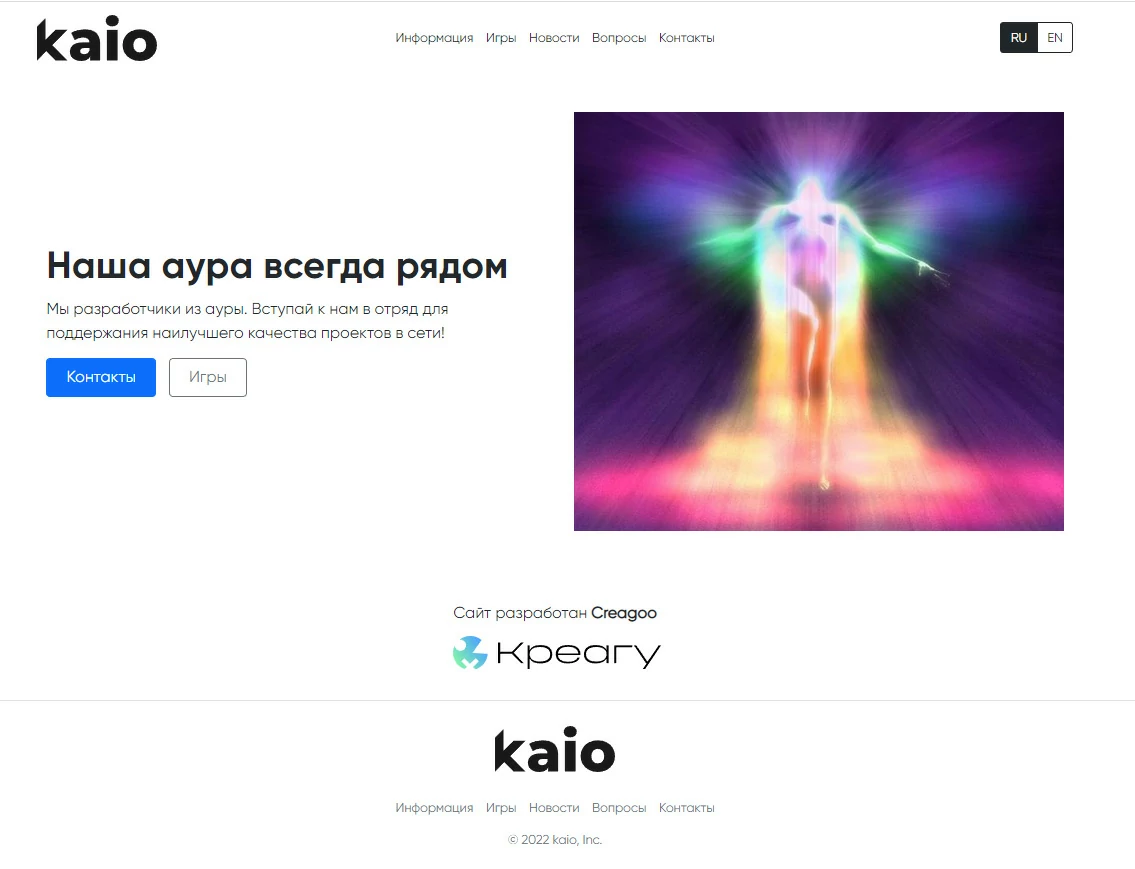 kaio
Информация Игры Новости Вопросы Контакты
RU EN
Наша аура всегда рядом
Мы разработчики из ауры. Вступай к нам в отряд для
поддержания наилучшего качества проектов в сети!
Контакты Игры
Сайт разработан Creagoo
Креагу
kaio
Информация Игры Новости Вопросы Контакты
© 2022 kaio, Inc.